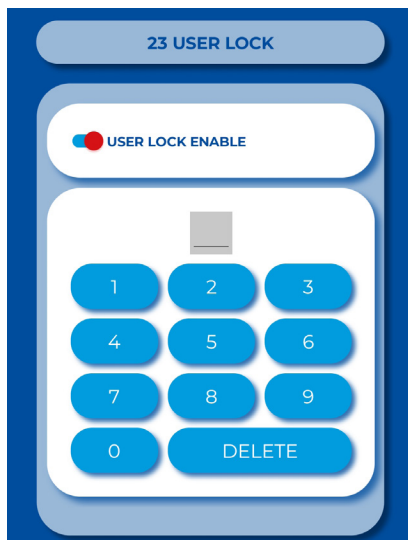 23 USER LOCK
USER LOCK ENABLE
1 2 3
4 5 6
7 8 9
0 DELETE